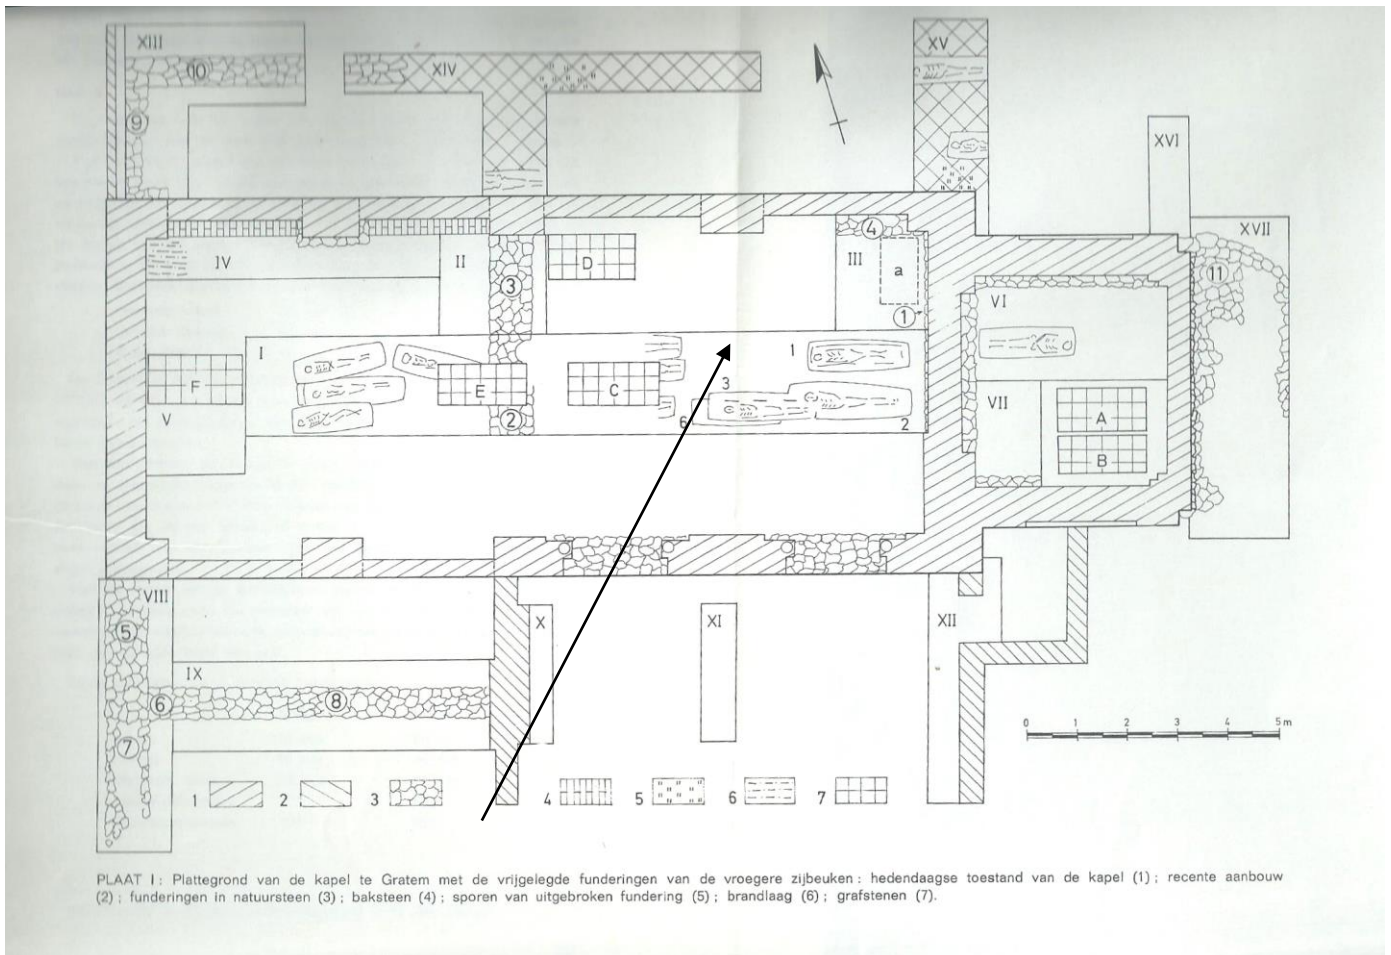 XIII
XV
10
XIV
9
XVI
XVII
4
D
III
a
IV
II
11
3
VI
1
I
1
F
E
C
3
VII
A
V
2
6
2
B
VIII
X
XI
XII
5
IX
6
8
7
0 1 2 3 4 5 m
1 2 3 4 5 6 7
PLAAT I : Plattegrond van de kapel te Gratem met de vrijgelegde funderingen van de vroegere zijbeuken : hedendaagse toestand van de kapel (1) ; recente aanbouw
(2) ; funderingen in natuursteen (3) ; baksteen (4) ; sporen van uitgebroken fundering (5) ; brandlaag (6) ; grafstenen (7).